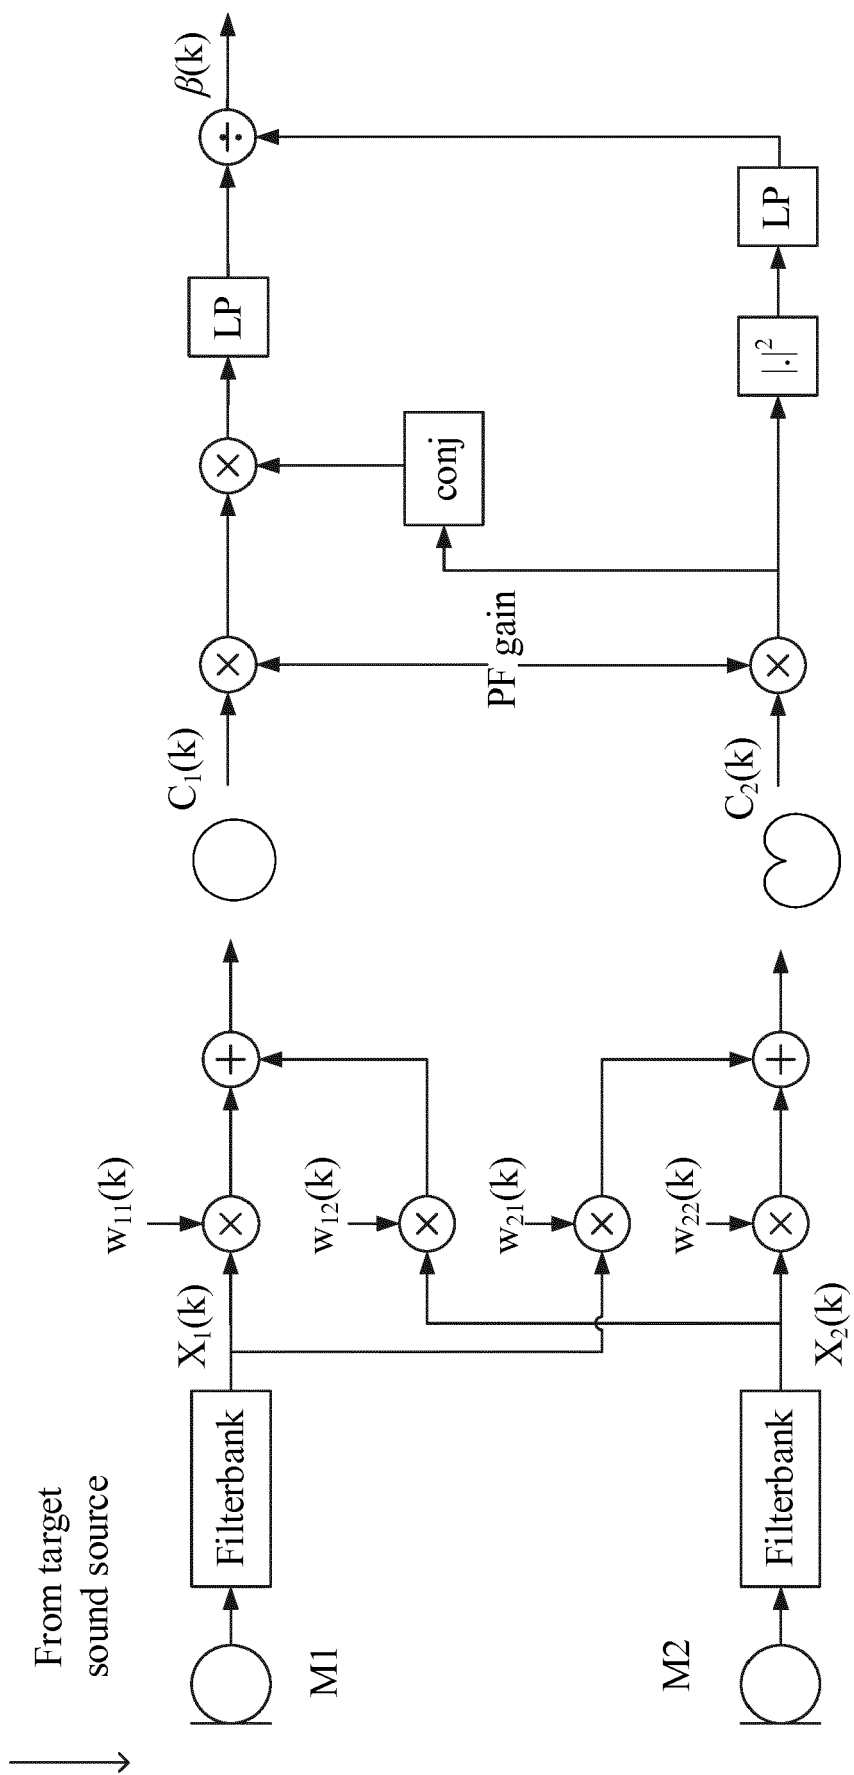 From target
sound source
M1
Filterbank
X₁(k)
w₁₁(k)
×
+
w₁₂(k)
×
w₂₁(k)
×
M2
Filterbank
X₂(k)
w₂₂(k)
×
+
C₁(k)
×
×
LP
÷
β(k)
PF gain
conj
C₂(k)
×
|.|²
LP